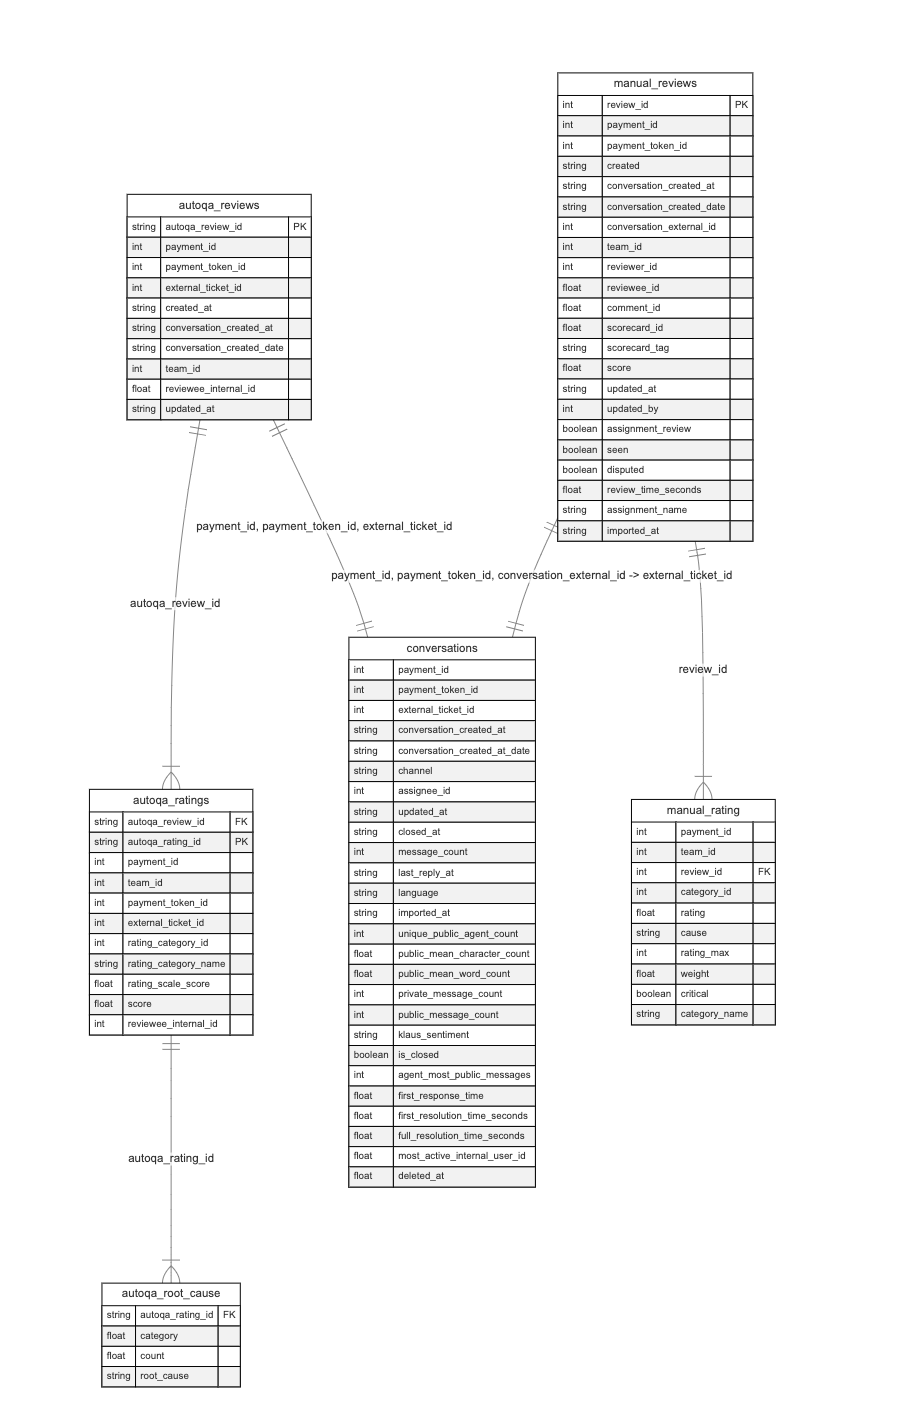 manual_reviews
int review_id PK
int payment_id
int payment_token_id
string created
string conversation_created_at
string conversation_created_date
int conversation_external_id
int team_id
int reviewer_id
float reviewee_id
float comment_id
float scorecard_id
string scorecard_tag
float score
string updated_at
int updated_by
boolean assignment_review
boolean seen
boolean disputed
float review_time_seconds
string assignment_name
string imported_at
autoqa_reviews
string autoqa_review_id PK
int payment_id
int payment_token_id
int external_ticket_id
string created_at
string conversation_created_at
string conversation_created_date
int team_id
float reviewee_internal_id
string updated_at
payment_id, payment_token_id, external_ticket_id
payment_id, payment_token_id, conversation_external_id -> external_ticket_id
autoqa_review_id
review_id
conversations
int payment_id
int payment_token_id
int external_ticket_id
string conversation_created_at
string conversation_created_at_date
string channel
int assignee_id
string updated_at
string closed_at
int message_count
string last_reply_at
string language
string imported_at
int unique_public_agent_count
float public_mean_character_count
float public_mean_word_count
int private_message_count
int public_message_count
string klaus_sentiment
boolean is_closed
int agent_most_public_messages
float first_response_time
float first_resolution_time_seconds
float full_resolution_time_seconds
float most_active_internal_user_id
float deleted_at
autoqa_ratings
string autoqa_review_id FK
string autoqa_rating_id PK
int payment_id
int team_id
int payment_token_id
int external_ticket_id
int rating_category_id
string rating_category_name
float rating_scale_score
float score
int reviewee_internal_id
manual_rating
int payment_id
int team_id
int review_id FK
int category_id
float rating
string cause
int rating_max
float weight
boolean critical
string category_name
autoqa_rating_id
autoqa_root_cause
string autoqa_rating_id FK
float category
float count
string root_cause